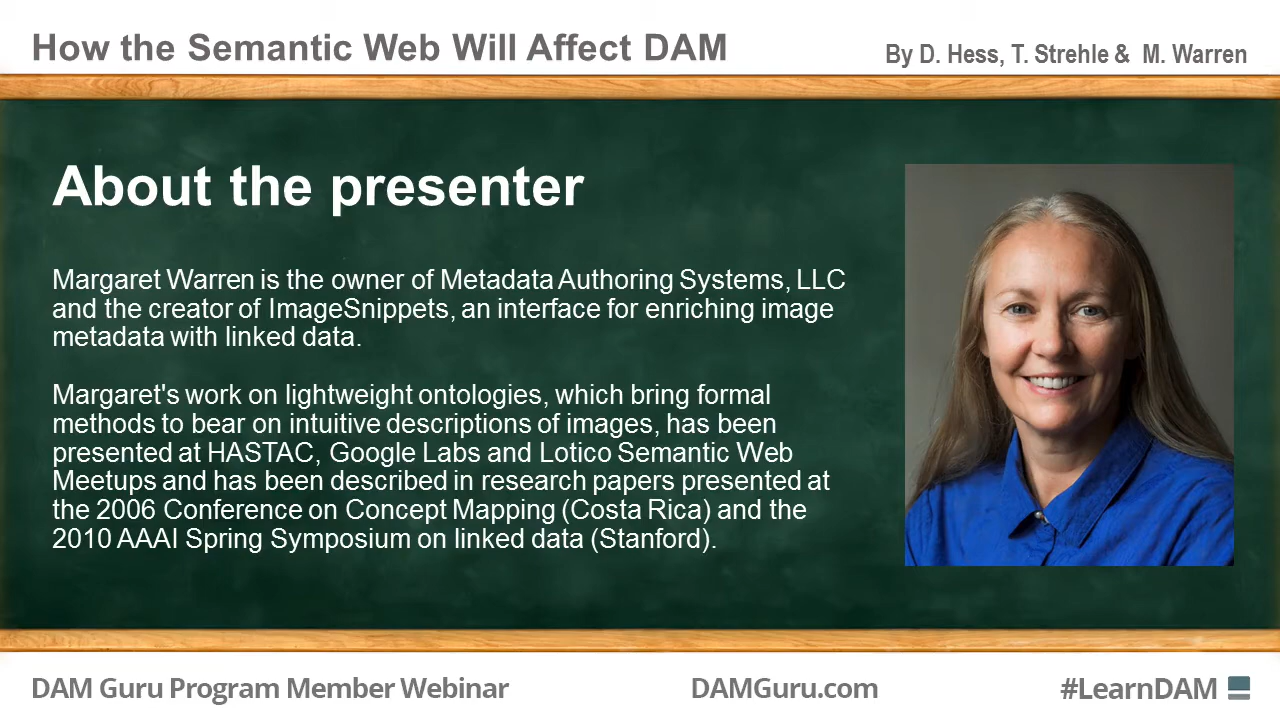 How the Semantic Web Will Affect DAM
By D. Hess, T. Strehle & M. Warren
About the presenter
Margaret Warren is the owner of Metadata Authoring Systems, LLC
and the creator of ImageSnippets, an interface for enriching image
metadata with linked data.
Margaret's work on lightweight ontologies, which bring formal
methods to bear on intuitive descriptions of images, has been
presented at HASTAC, Google Labs and Lotico Semantic Web
Meetups and has been described in research papers presented at
the 2006 Conference on Concept Mapping (Costa Rica) and the
2010 AAAI Spring Symposium on linked data (Stanford).
DAM Guru Program Member Webinar
DAMGuru.com
#LearnDAM